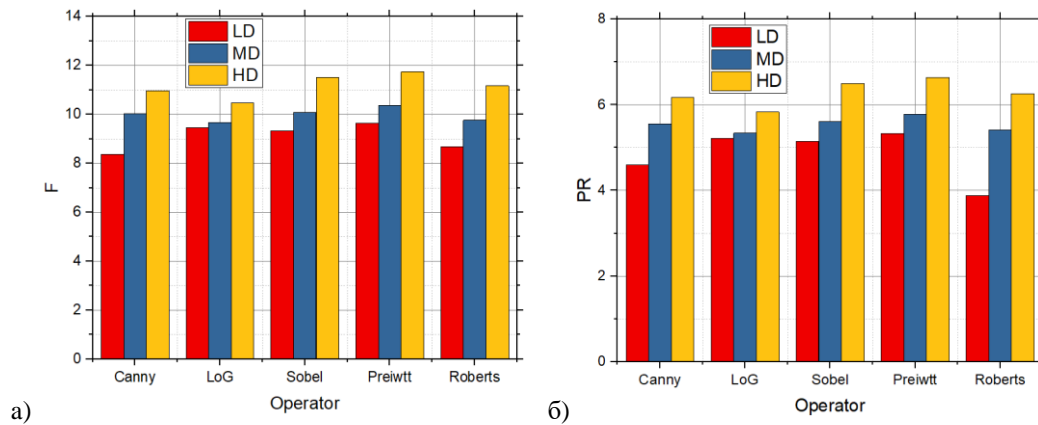 14
12
10
8
6
4
2
0
F
LD
MD
HD
Canny
LoG
Sobel
Preiwtt
Roberts
Operator
а)
8
6
4
2
0
PR
LD
MD
HD
Canny
LoG
Sobel
Preiwtt
Roberts
Operator
б)